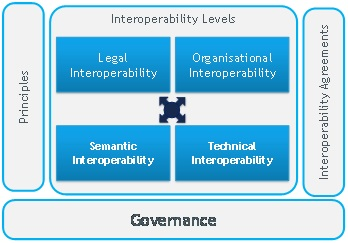 Interoperability Levels
Principles
Legal
Interoperability
Organisational
Interoperability
Semantic
Interoperability
Technical
Interoperability
Interoperability Agreements
Governance